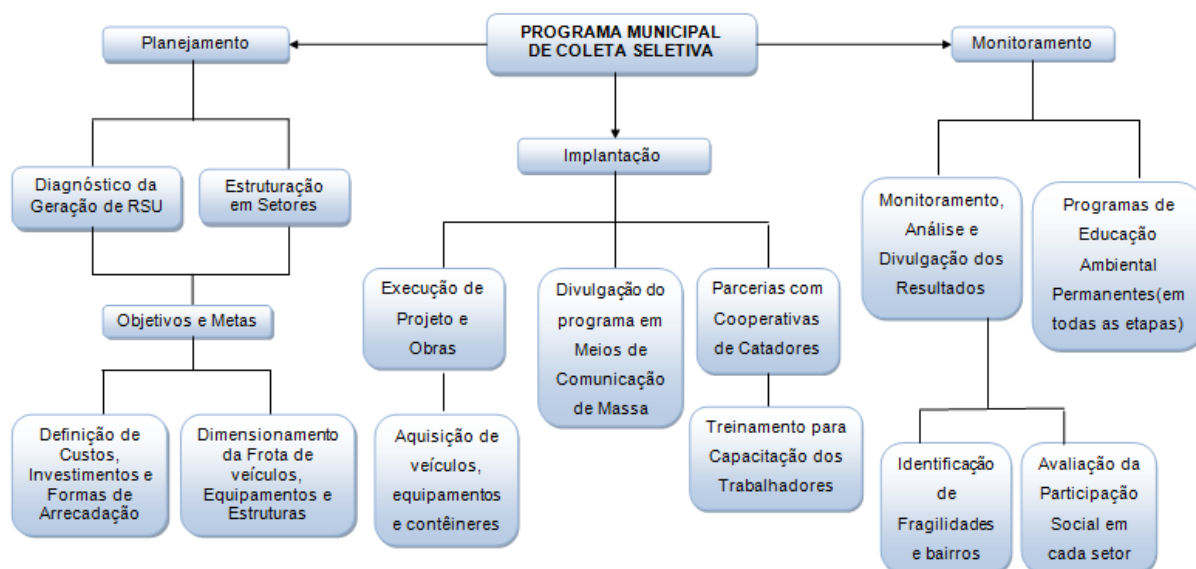 PROGRAMA MUNICIPAL
DE COLETA SELETIVA
Planejamento
Diagnóstico da
Geração de RSU
Estruturação
em Setores
Objetivos e Metas
Definição de
Custos,
Investimentos e
Formas de
Arrecadação
Dimensionamento
da Frota de
veículos,
Equipamentos e
Estruturas
Implantação
Execução de
Projeto e
Obras
Aquisição de
veículos,
equipamentos
e contêineres
Divulgação do
programa em
Meios de
Comunicação
de Massa
Parcerias com
Cooperativas
de Catadores
Treinamento para
Capacitação dos
Trabalhadores
Monitoramento
Monitoramento,
Análise e
Divulgação dos
Resultados
Programas de
Educação
Ambiental
Permanentes(em
todas as etapas)
Identificação
de
Fragilidades
e bairros
Avaliação da
Participação
Social em
cada setor